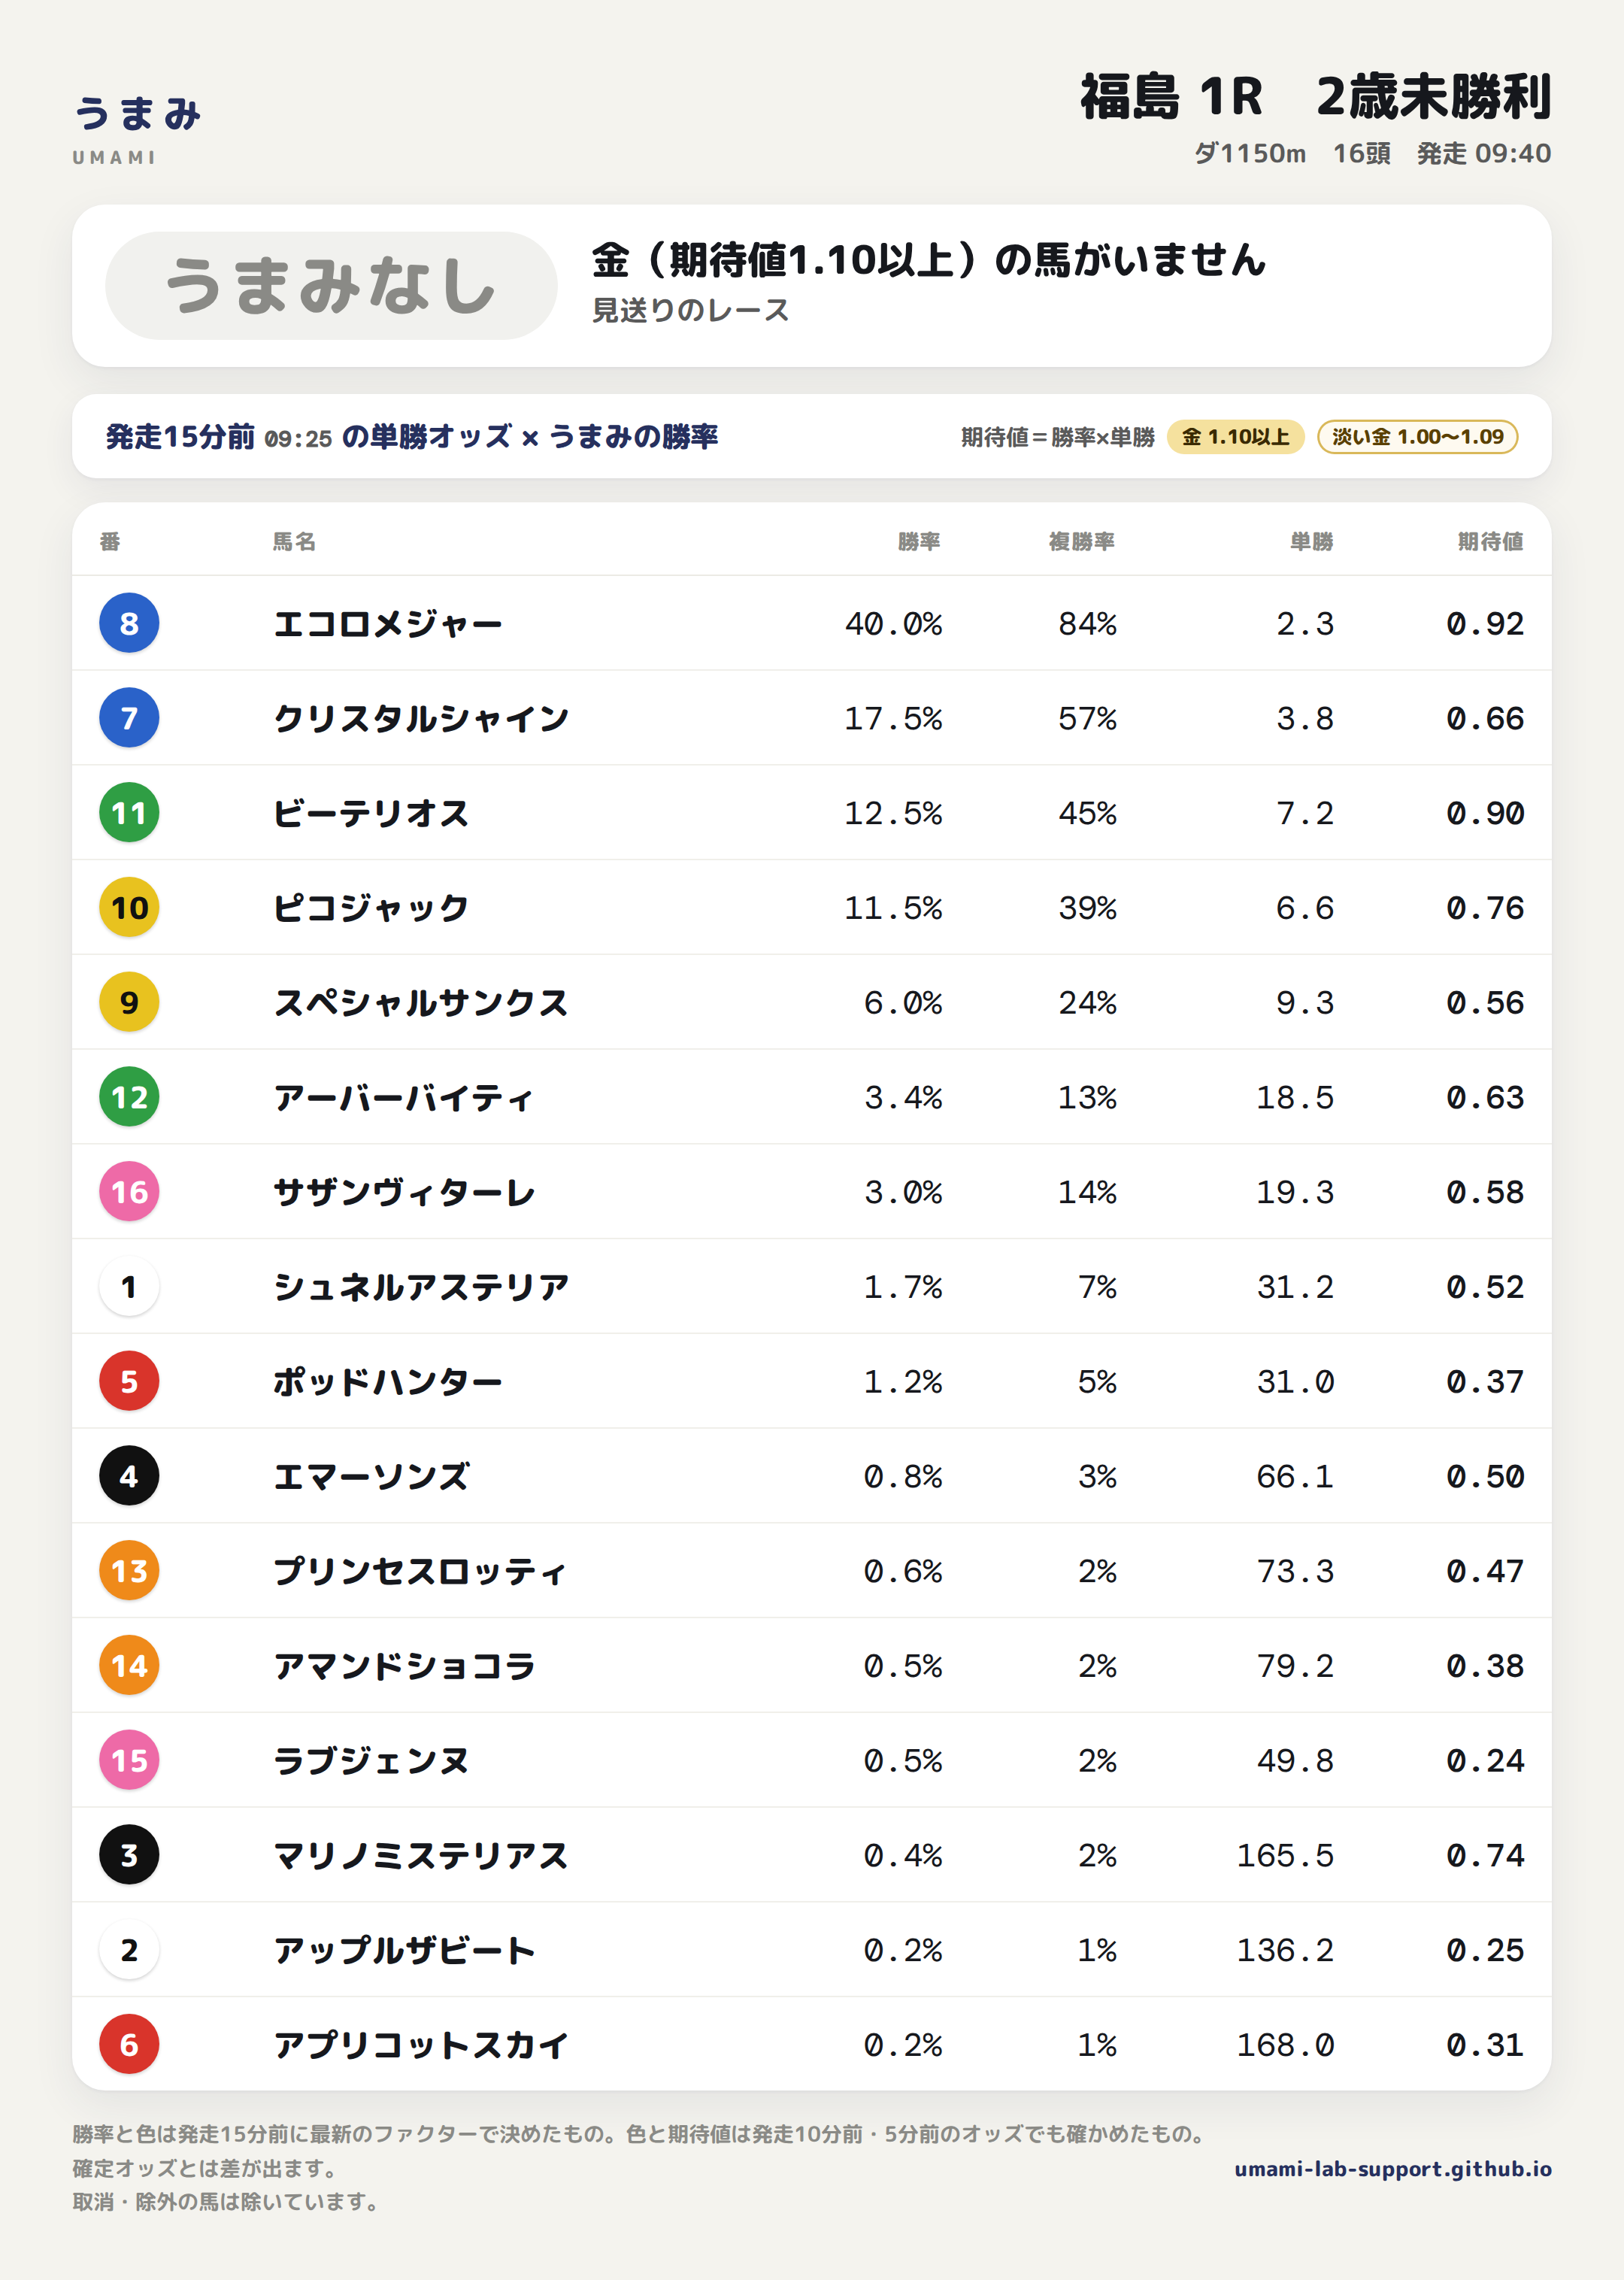 うまみ
UMAMI
福島 1R　2歳未勝利
ダ1150m　16頭　発走 09:40
うまみなし
金（期待値1.10以上）の馬がいません
見送りのレース
発走15分前 09:25 の単勝オッズ × うまみの勝率
期待値＝勝率×単勝 金 1.10以上 淡い金 1.00〜1.09
番 馬名 勝率 複勝率 単勝 期待値
8 エコロメジャー 40.0% 84% 2.3 0.92
7 クリスタルシャイン 17.5% 57% 3.8 0.66
11 ビーテリオス 12.5% 45% 7.2 0.90
10 ピコジャック 11.5% 39% 6.6 0.76
9 スペシャルサンクス 6.0% 24% 9.3 0.56
12 アーバーバイティ 3.4% 13% 18.5 0.63
16 サザンヴィターレ 3.0% 14% 19.3 0.58
1 シュネルアステリア 1.7% 7% 31.2 0.52
5 ポッドハンター 1.2% 5% 31.0 0.37
4 エマーソンズ 0.8% 3% 66.1 0.50
13 プリンセスロッティ 0.6% 2% 73.3 0.47
14 アマンドショコラ 0.5% 2% 79.2 0.38
15 ラブジェンヌ 0.5% 2% 49.8 0.24
3 マリノミステリアス 0.4% 2% 165.5 0.74
2 アップルザビート 0.2% 1% 136.2 0.25
6 アプリコットスカイ 0.2% 1% 168.0 0.31
勝率と色は発走15分前に最新のファクターで決めたもの。色と期待値は発走10分前・5分前のオッズでも確かめたもの。
確定オッズとは差が出ます。
取消・除外の馬は除いています。
umami-lab-support.github.io